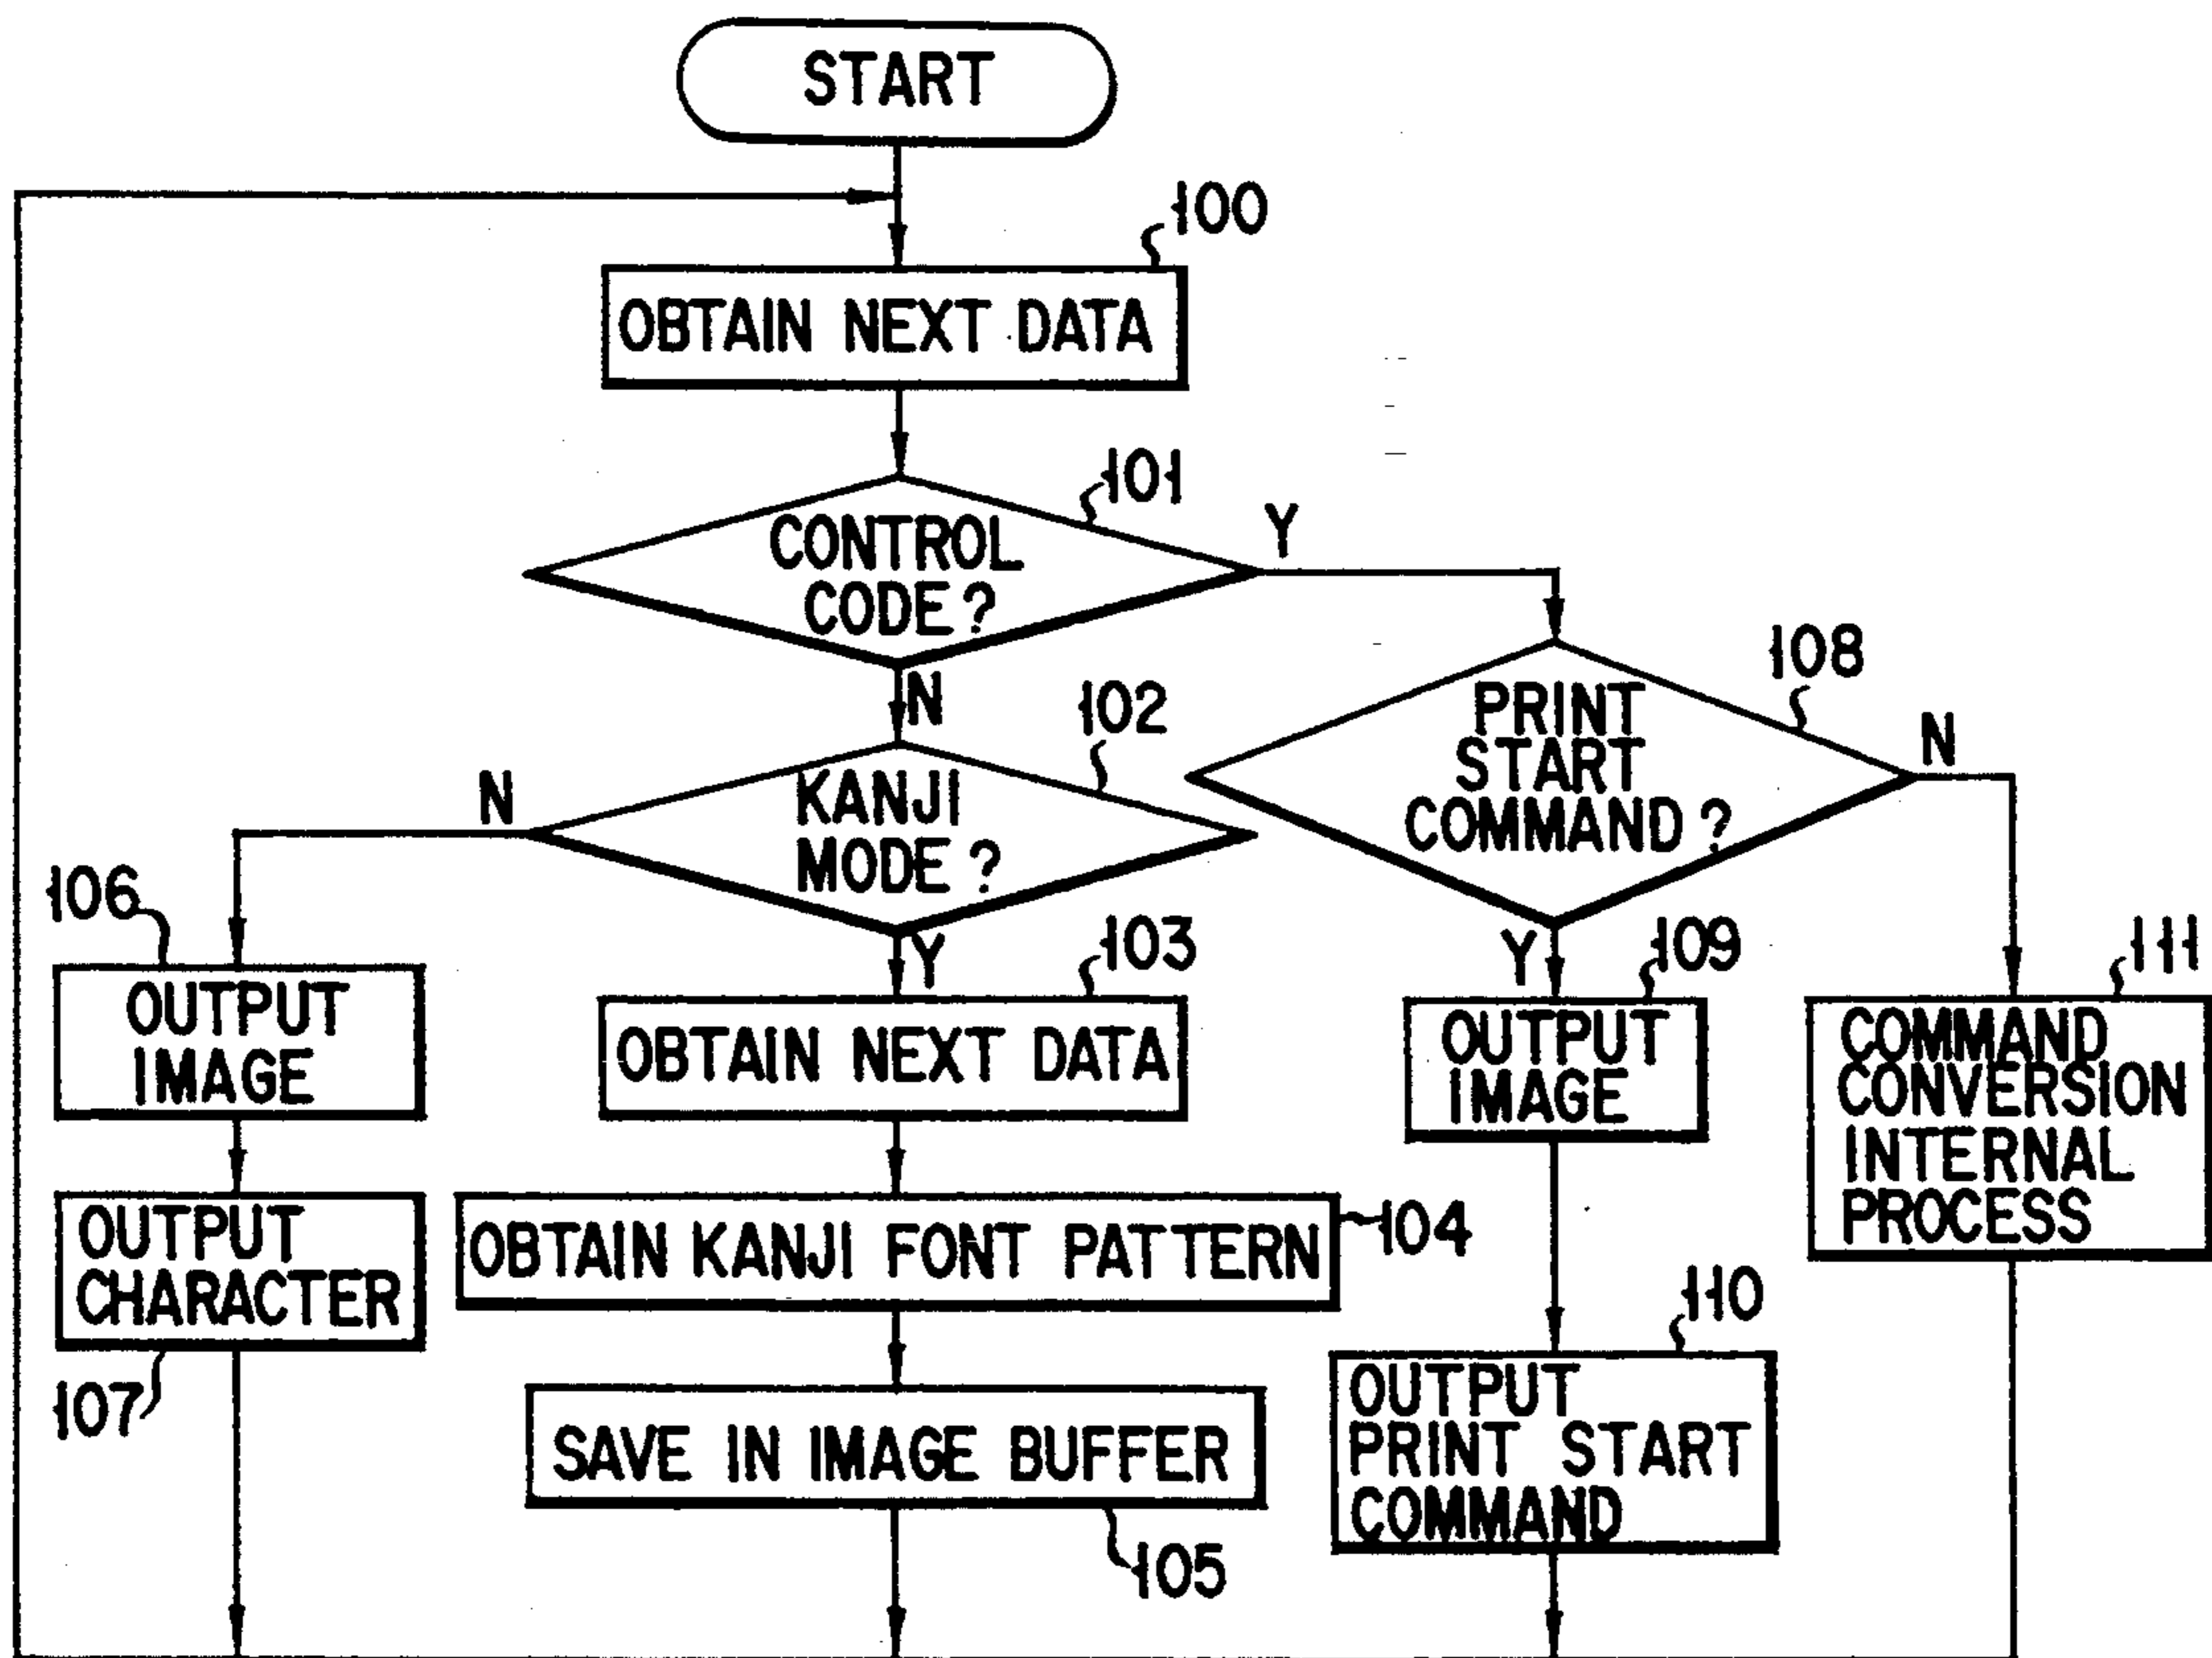 START
100
OBTAIN NEXT DATA
101
CONTROL
CODE?
Y
N
102
KANJI
MODE?
N
Y
108
PRINT
START
COMMAND?
N
Y
106
OUTPUT
IMAGE
103
OBTAIN NEXT DATA
109
OUTPUT
IMAGE
111
COMMAND
CONVERSION
INTERNAL
PROCESS
OUTPUT
CHARACTER
107
OBTAIN KANJI FONT PATTERN
104
SAVE IN IMAGE BUFFER
105
110
OUTPUT
PRINT START
COMMAND